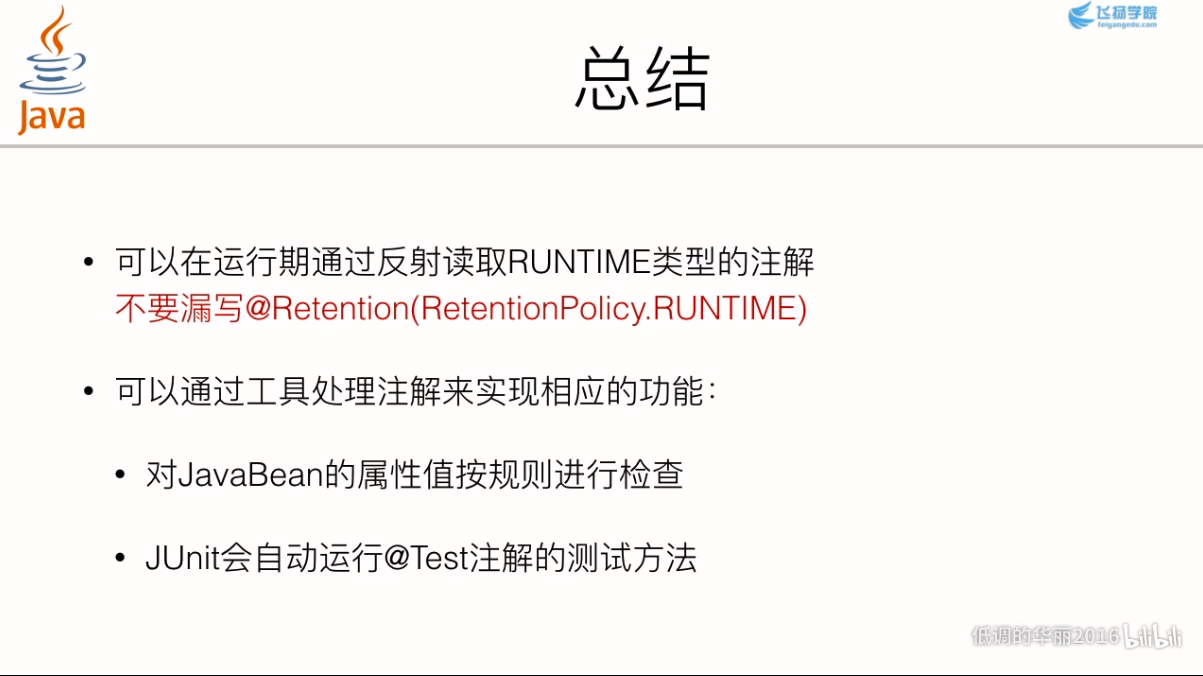 Java
飞扬学院
feiyangedu.com
总结
• 可以在运行期通过反射读取RUNTIME类型的注解
不要漏写@Retention(RetentionPolicy.RUNTIME)
• 可以通过工具处理注解来实现相应的功能：
• 对JavaBean的属性值按规则进行检查
• JUnit会自动运行@Test注解的测试方法
低调的华丽2016 bilibili